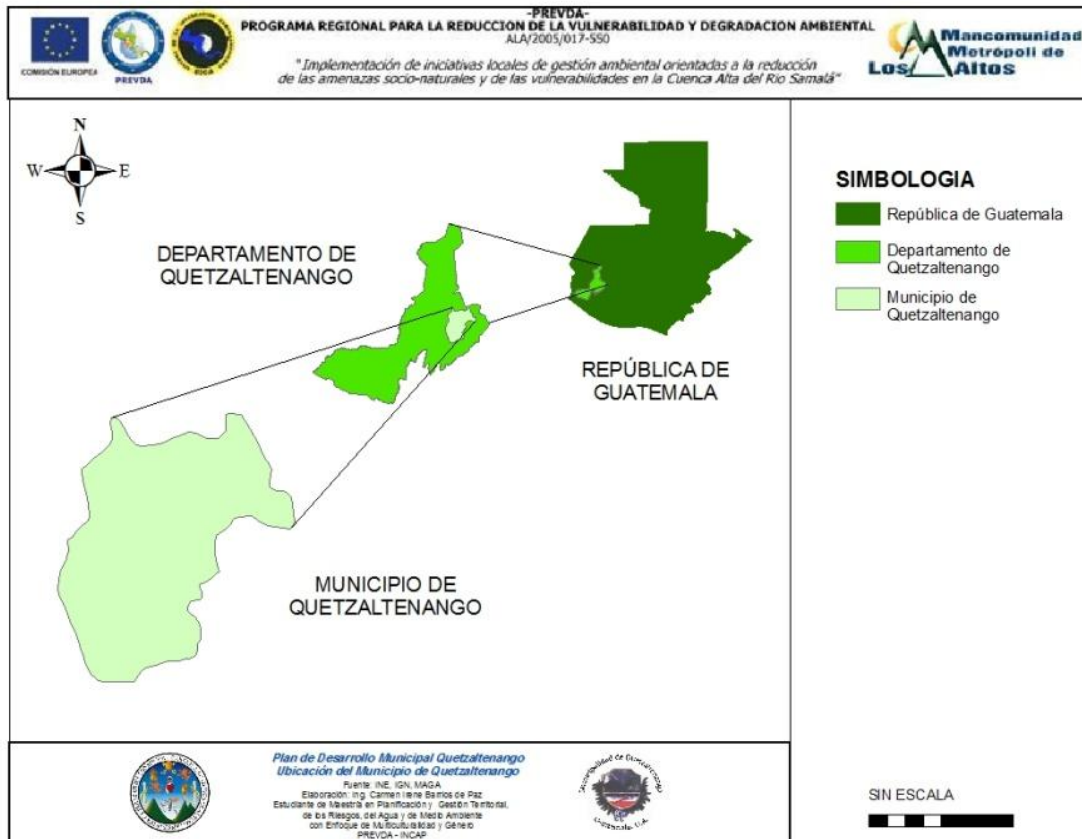 -PREVDA-
PROGRAMA REGIONAL PARA LA REDUCCION DE LA VULNERABILIDAD Y DEGRADACION AMBIENTAL
ALA/2005/017-550
"Implementación de iniciativas locales de gestión ambiental orientadas a la reducción
de las amenazas socio-naturales y de las vulnerabilidades en la Cuenca Alta del Río Samalá"
COMISIÓN EUROPEA
PREVDA
Mancomunidad
Metrópoli de
Los Altos
N
W
E
S
DEPARTAMENTO DE
QUETZALTENANGO
REPÚBLICA DE
GUATEMALA
MUNICIPIO DE
QUETZALTENANGO
SIMBOLOGIA
República de Guatemala
Departamento de
Quetzaltenango
Municipio de
Quetzaltenango
Plan de Desarrollo Municipal Quetzaltenango
Ubicación del Municipio de Quetzaltenango
Fuente: INE, IGN, MAGA
Elaboración: Ing. Carmen Irene Barrios de Paz
Estudiante de Maestría en Planificación y Gestión Territorial,
de los Riesgos, del Agua y de Medio Ambiente
con Enfoque de Multiculturalidad y Género
PREVDA - INCAP
SIN ESCALA